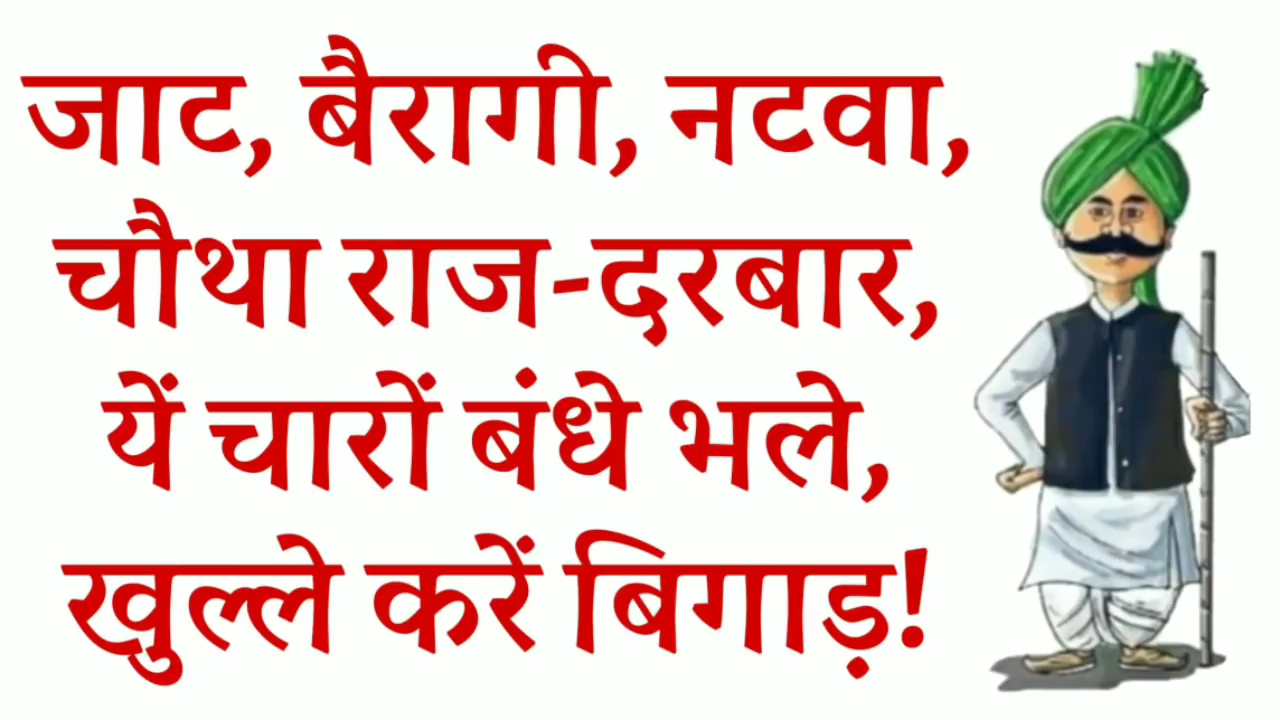 जाट, बैरागी, नटवा,
चौथा राज-दरबार,
यें चारों बंधे भले,
खुल्ले करें बिगाड़!